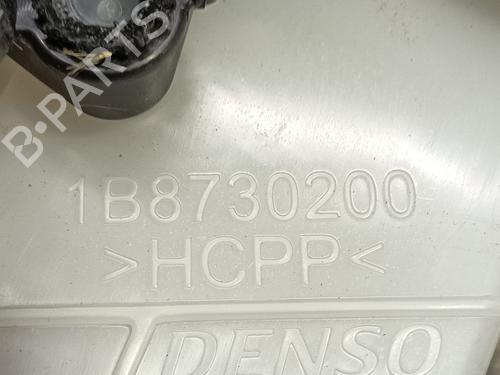 B-PARTS
1B8730200
>HCPP<
DENSO